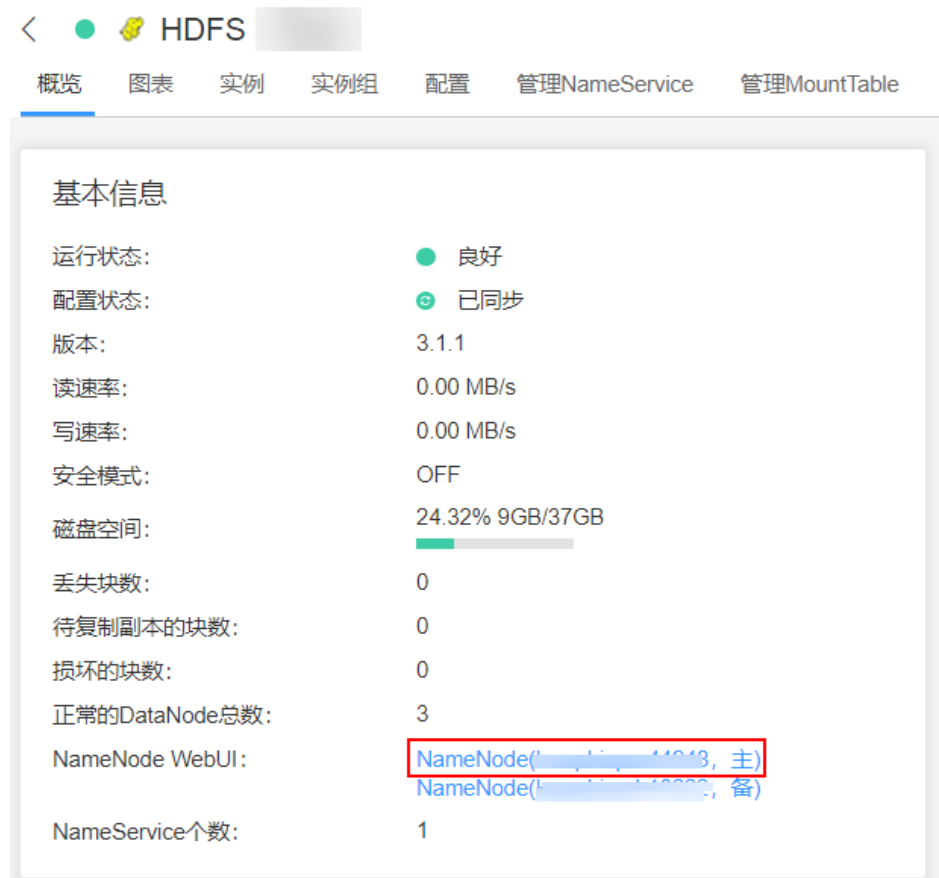 HDFS
概览 图表 实例 实例组 配置 管理NameService 管理MountTable
基本信息
运行状态: 良好
配置状态: 已同步
版本: 3.1.1
读速率: 0.00 MB/s
写速率: 0.00 MB/s
安全模式: OFF
磁盘空间: 24.32% 9GB/37GB
丢失块数: 0
待复制副本的块数: 0
损坏的块数: 0
正常的DataNode总数: 3
NameNode WebUI: NameNode( , 主)
NameNode( , 备)
NameService个数: 1